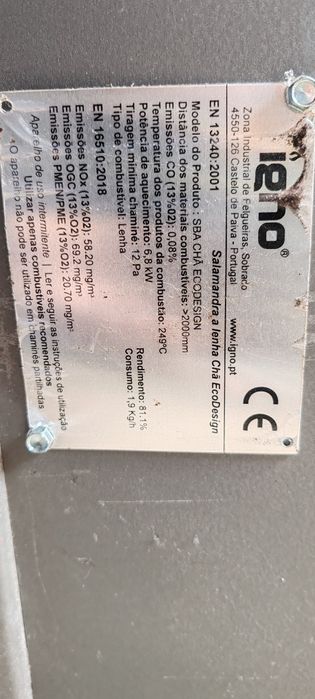 igno®
Zona Industrial de Felgueiras, Sobrado
4550-126 Castelo de Paiva - Portugal
www.igno.pt
CE
Salamandra a lenha Chã EcoDesign
EN 13240:2001
Modelo do Produto : SBA.CHÃ ECODESIGN
Distância dos materiais combustíveis: >2000mm
Emissões CO (13%02): 0,08%
Temperatura dos produtos da combustão: 249ºC
Potência de aquecimento: 6,8 kW
Rendimento: 81.1%
Tiragem mínima chaminé: 12 Pa
Consumo: 1,9 Kg/h
Tipo de combustível: Lenha
EN 16510:2018
Emissões NOx (13%O2): 58.20 mg/m³
Emissões OGC (13%O2): 69.2 mg/m³
Emissões PMEN/PME (13%O2): 20.70 mg/m³
de uso intermitente | Ler e seguir as instruções de utilização
utilizar apenas combustíveis recomendados
O aparelho não pode ser utilizado em chaminés partilhadas